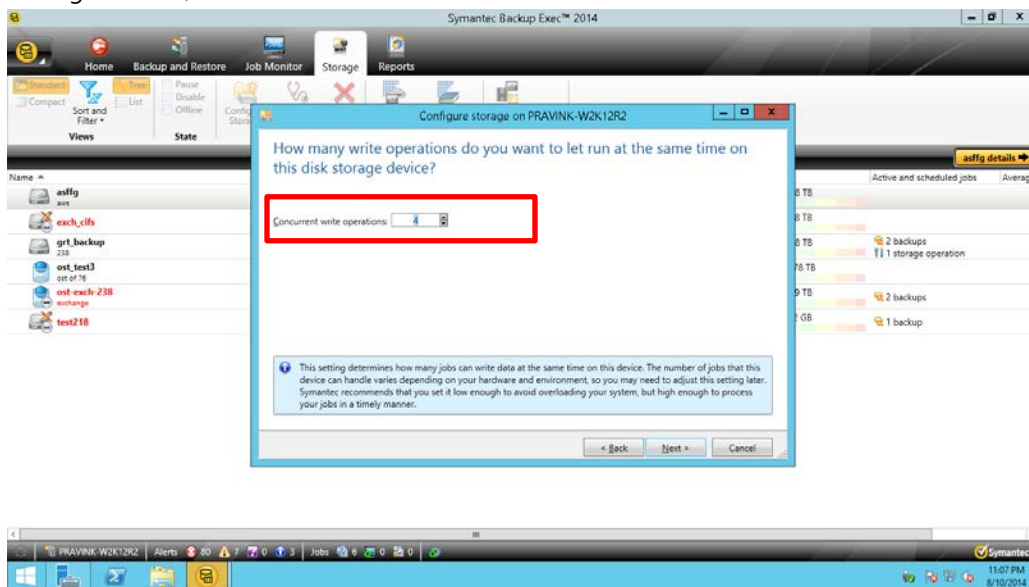 Symantec Backup Exec™ 2014
Home
Backup and Restore
Job Monitor
Storage
Reports
Standard
Compact
Sort and
Filter
Tree
List
Views
Pause
Disable
Offline
State
Configure storage on PRAVINK-W2K12R2
How many write operations do you want to let run at the same time on
this disk storage device?
Concurrent write operations: 4
This setting determines how many jobs can write data at the same time on this device. The number of jobs that this
device can handle varies depending on your hardware and environment, so you may need to adjust this setting later.
Symantec recommends that you set it low enough to avoid overloading your system, but high enough to process
your jobs in a timely manner.
< Back
Next >
Cancel
asffg details
Name
Active and scheduled jobs
asffg
exch_cifs
grt_backup
238
2 backups
1 storage operation
ost_test3
ost of 76
ost-exch-238
exchange
2 backups
test218
1 backup
PRAVINK-W2K12R2 Alerts 80 7 0 3 Jobs 6 0 0
Symantec
11:07 PM
8/10/2014